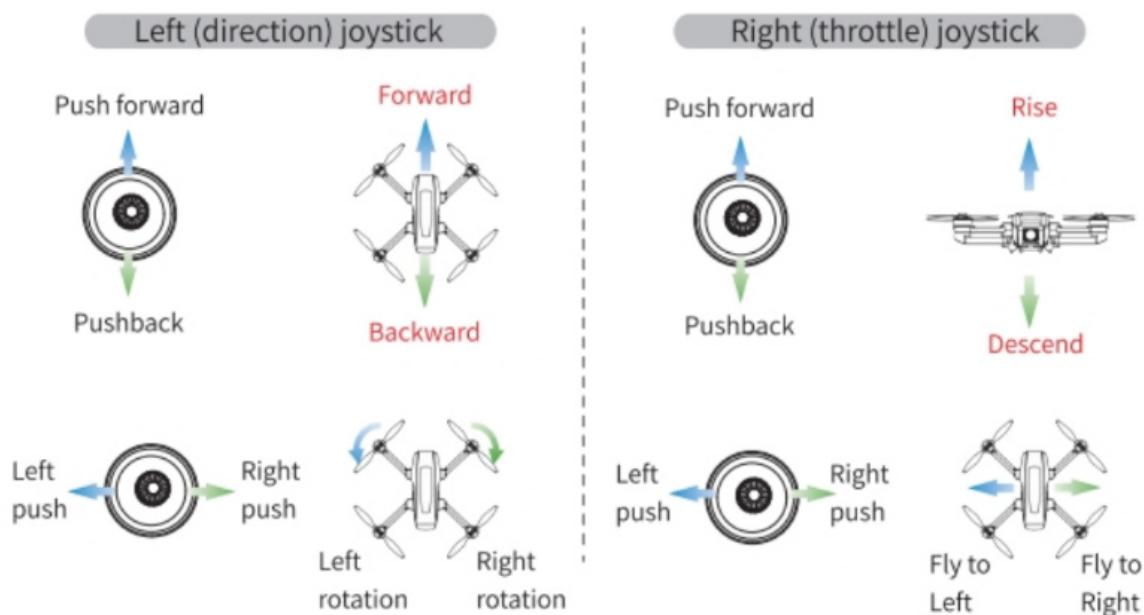 Left (direction) joystick
Push forward
Forward
Pushback
Backward
Left
push
Right
push
Left
rotation
Right
rotation
Right (throttle) joystick
Push forward
Rise
Pushback
Descend
Left
push
Right
push
Fly to
Left
Fly to
Right